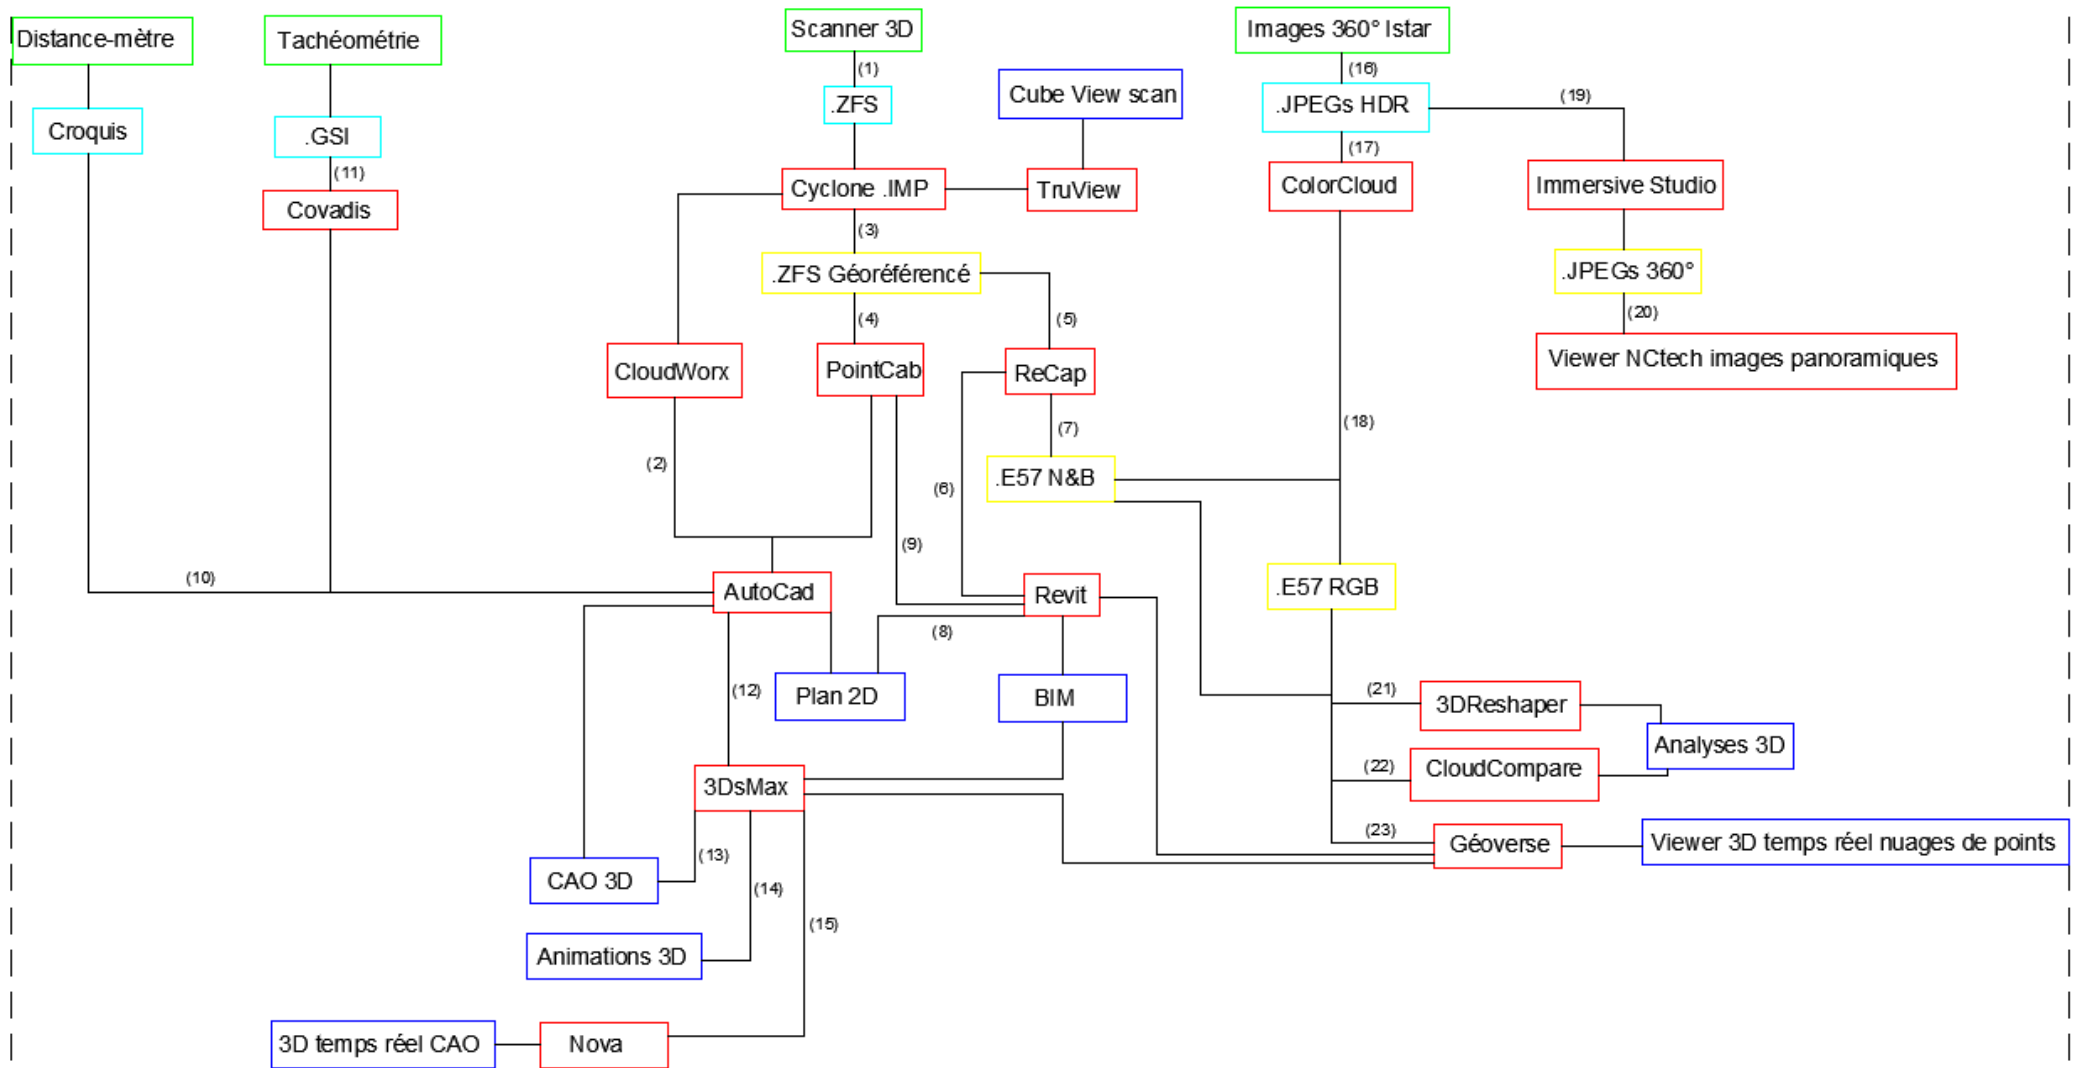 Distance-mètre
Tachéométrie
Scanner 3D
Images 360° Istar
(1)
(16)
Cube View scan
.ZFS
.JPEGs HDR
(19)
Croquis
.GSI
(17)
(11)
Cyclone .IMP
TruView
ColorCloud
Immersive Studio
Covadis
(3)
.ZFS Géoréférencé
.JPEGs 360°
(4)
(5)
(20)
CloudWorx
PointCab
ReCap
Viewer NCtech images panoramiques
(18)
(7)
(2)
(6)
.E57 N&B
(9)
(10)
AutoCad
Revit
.E57 RGB
(8)
(12)
Plan 2D
BIM
(21)
3DReshaper
Analyses 3D
(22)
CloudCompare
3DsMax
(23)
Géoverse
Viewer 3D temps réel nuages de points
(13)
CAO 3D
(14)
(15)
Animations 3D
3D temps réel CAO
Nova